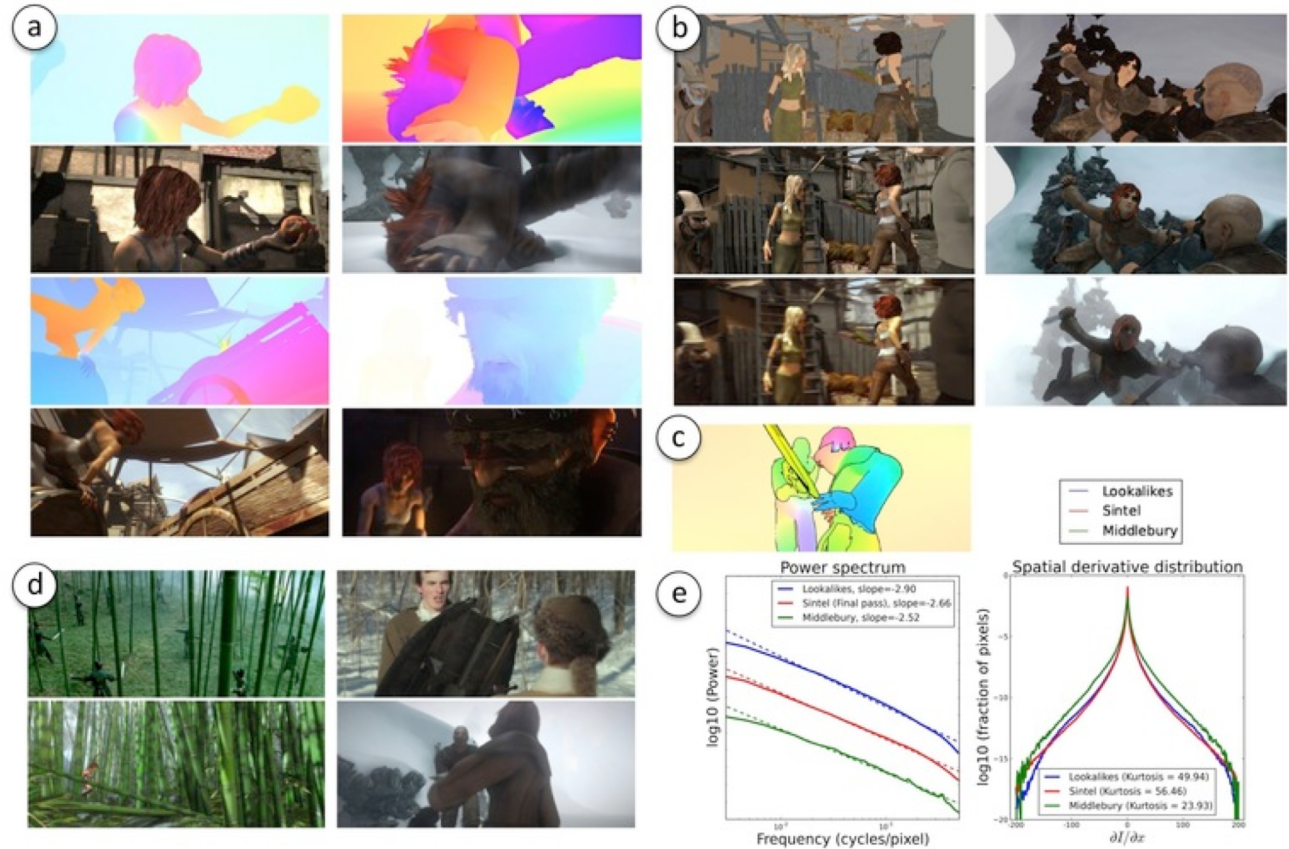 a
b
c
Lookalikes
Sintel
Middlebury
d
e
Power spectrum
Lookalikes, slope=-2.90
Sintel (Final pass), slope=-2.66
Middlebury, slope=-2.52
log10 (Power)
Frequency (cycles/pixel)
Spatial derivative distribution
log10 (fraction of pixels)
0
−5
−10
−15
−20
Lookalikes (Kurtosis = 49.94)
Sintel (Kurtosis = 56.46)
Middlebury (Kurtosis = 23.93)
-200 -100 0 100 200
∂I/∂x